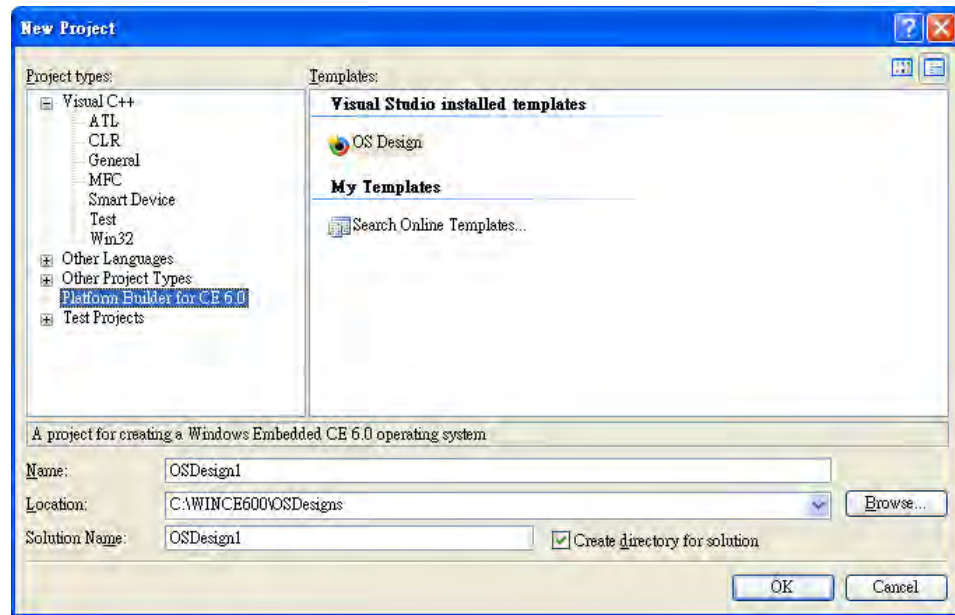 New Project
Project types:
Templates:
Visual C++
ATL
CLR
General
MFC
Smart Device
Test
Win32
Other Languages
Other Project Types
Platform Builder for CE 6.0
Test Projects
Visual Studio installed templates
OS Design
My Templates
Search Online Templates...
A project for creating a Windows Embedded CE 6.0 operating system
Name:
OSDesign1
Location:
C:\WINCE600\OSDesigns
Browse...
Solution Name:
OSDesign1
Create directory for solution
OK
Cancel